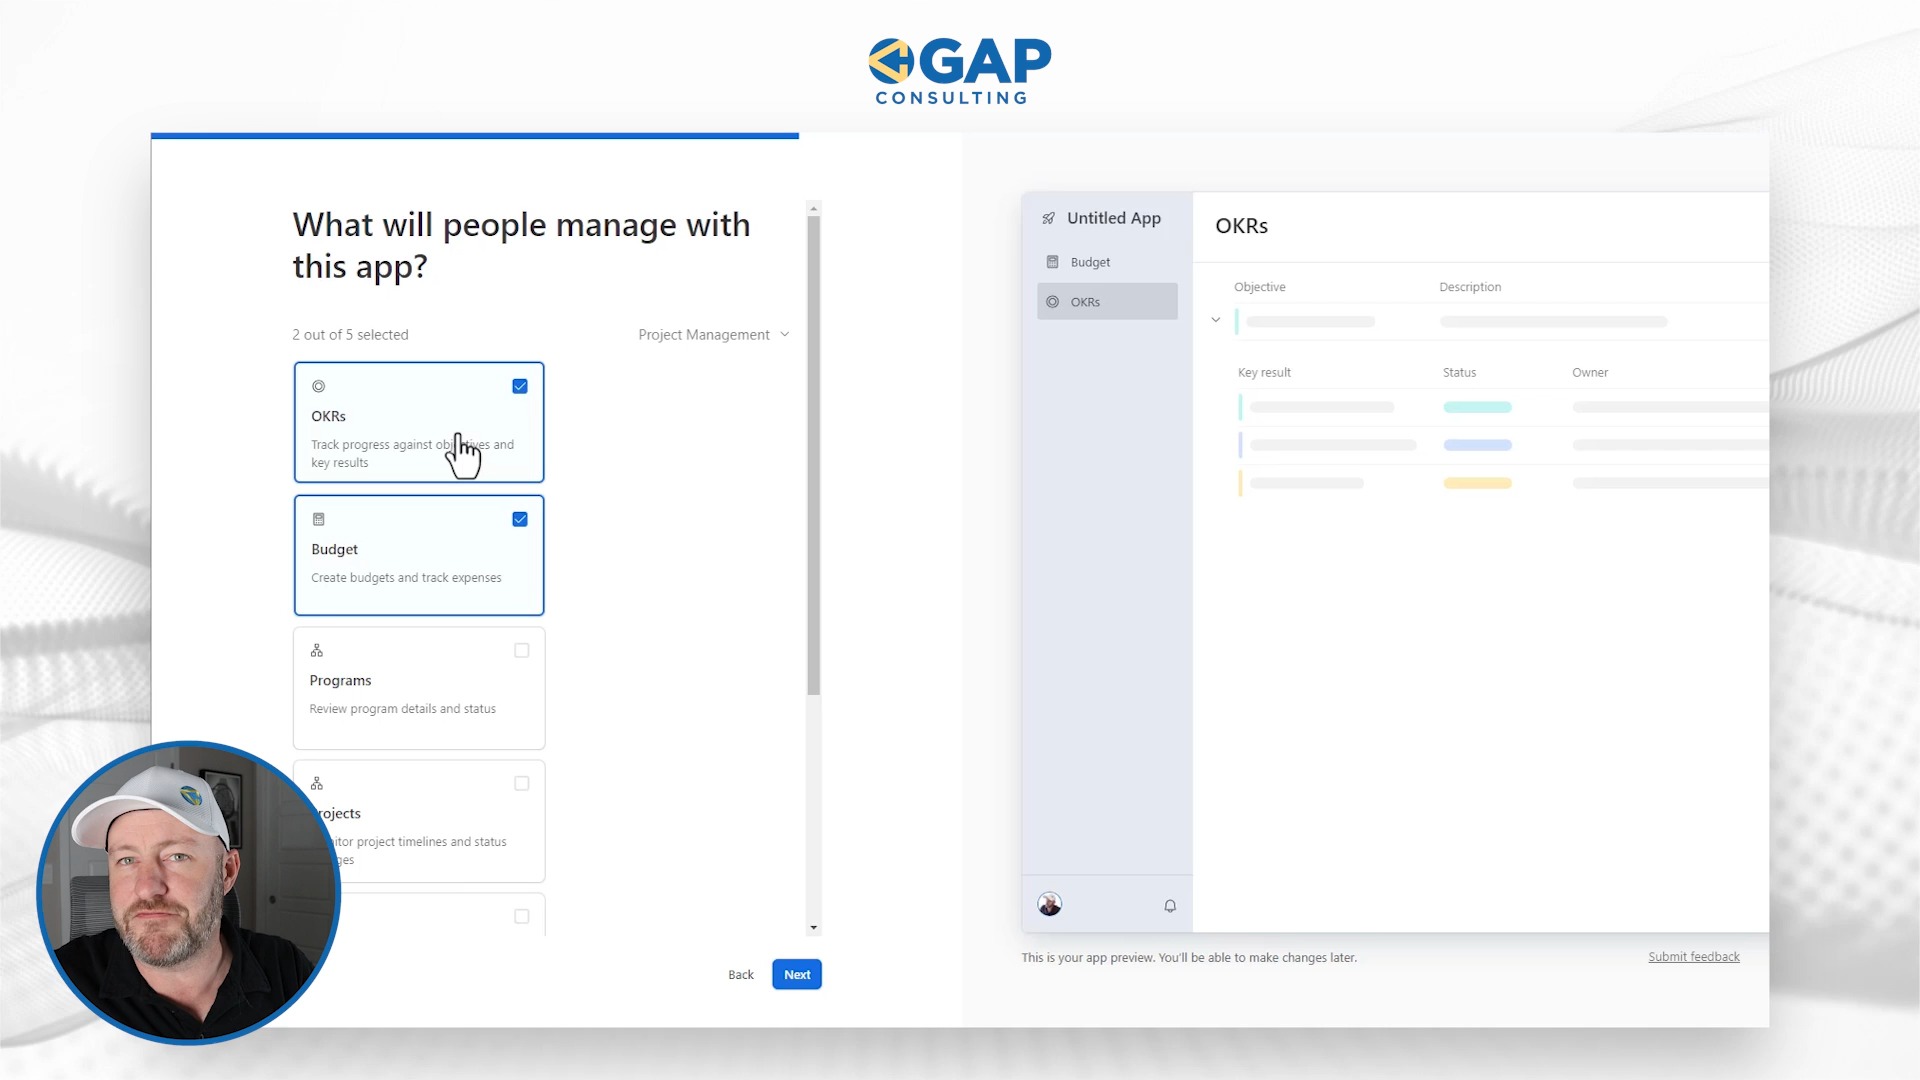 GAP
CONSULTING
What will people manage with
this app?
2 out of 5 selected
Project Management
OKRs
Track progress against objectives and
key results
Budget
Create budgets and track expenses
Programs
Review program details and status
rojects
itor project timelines and status
ges
Back
Next
Untitled App
Budget
OKRs
OKRs
Objective
Description
Key result
Status
Owner
This is your app preview. You'll be able to make changes later.
Submit feedback